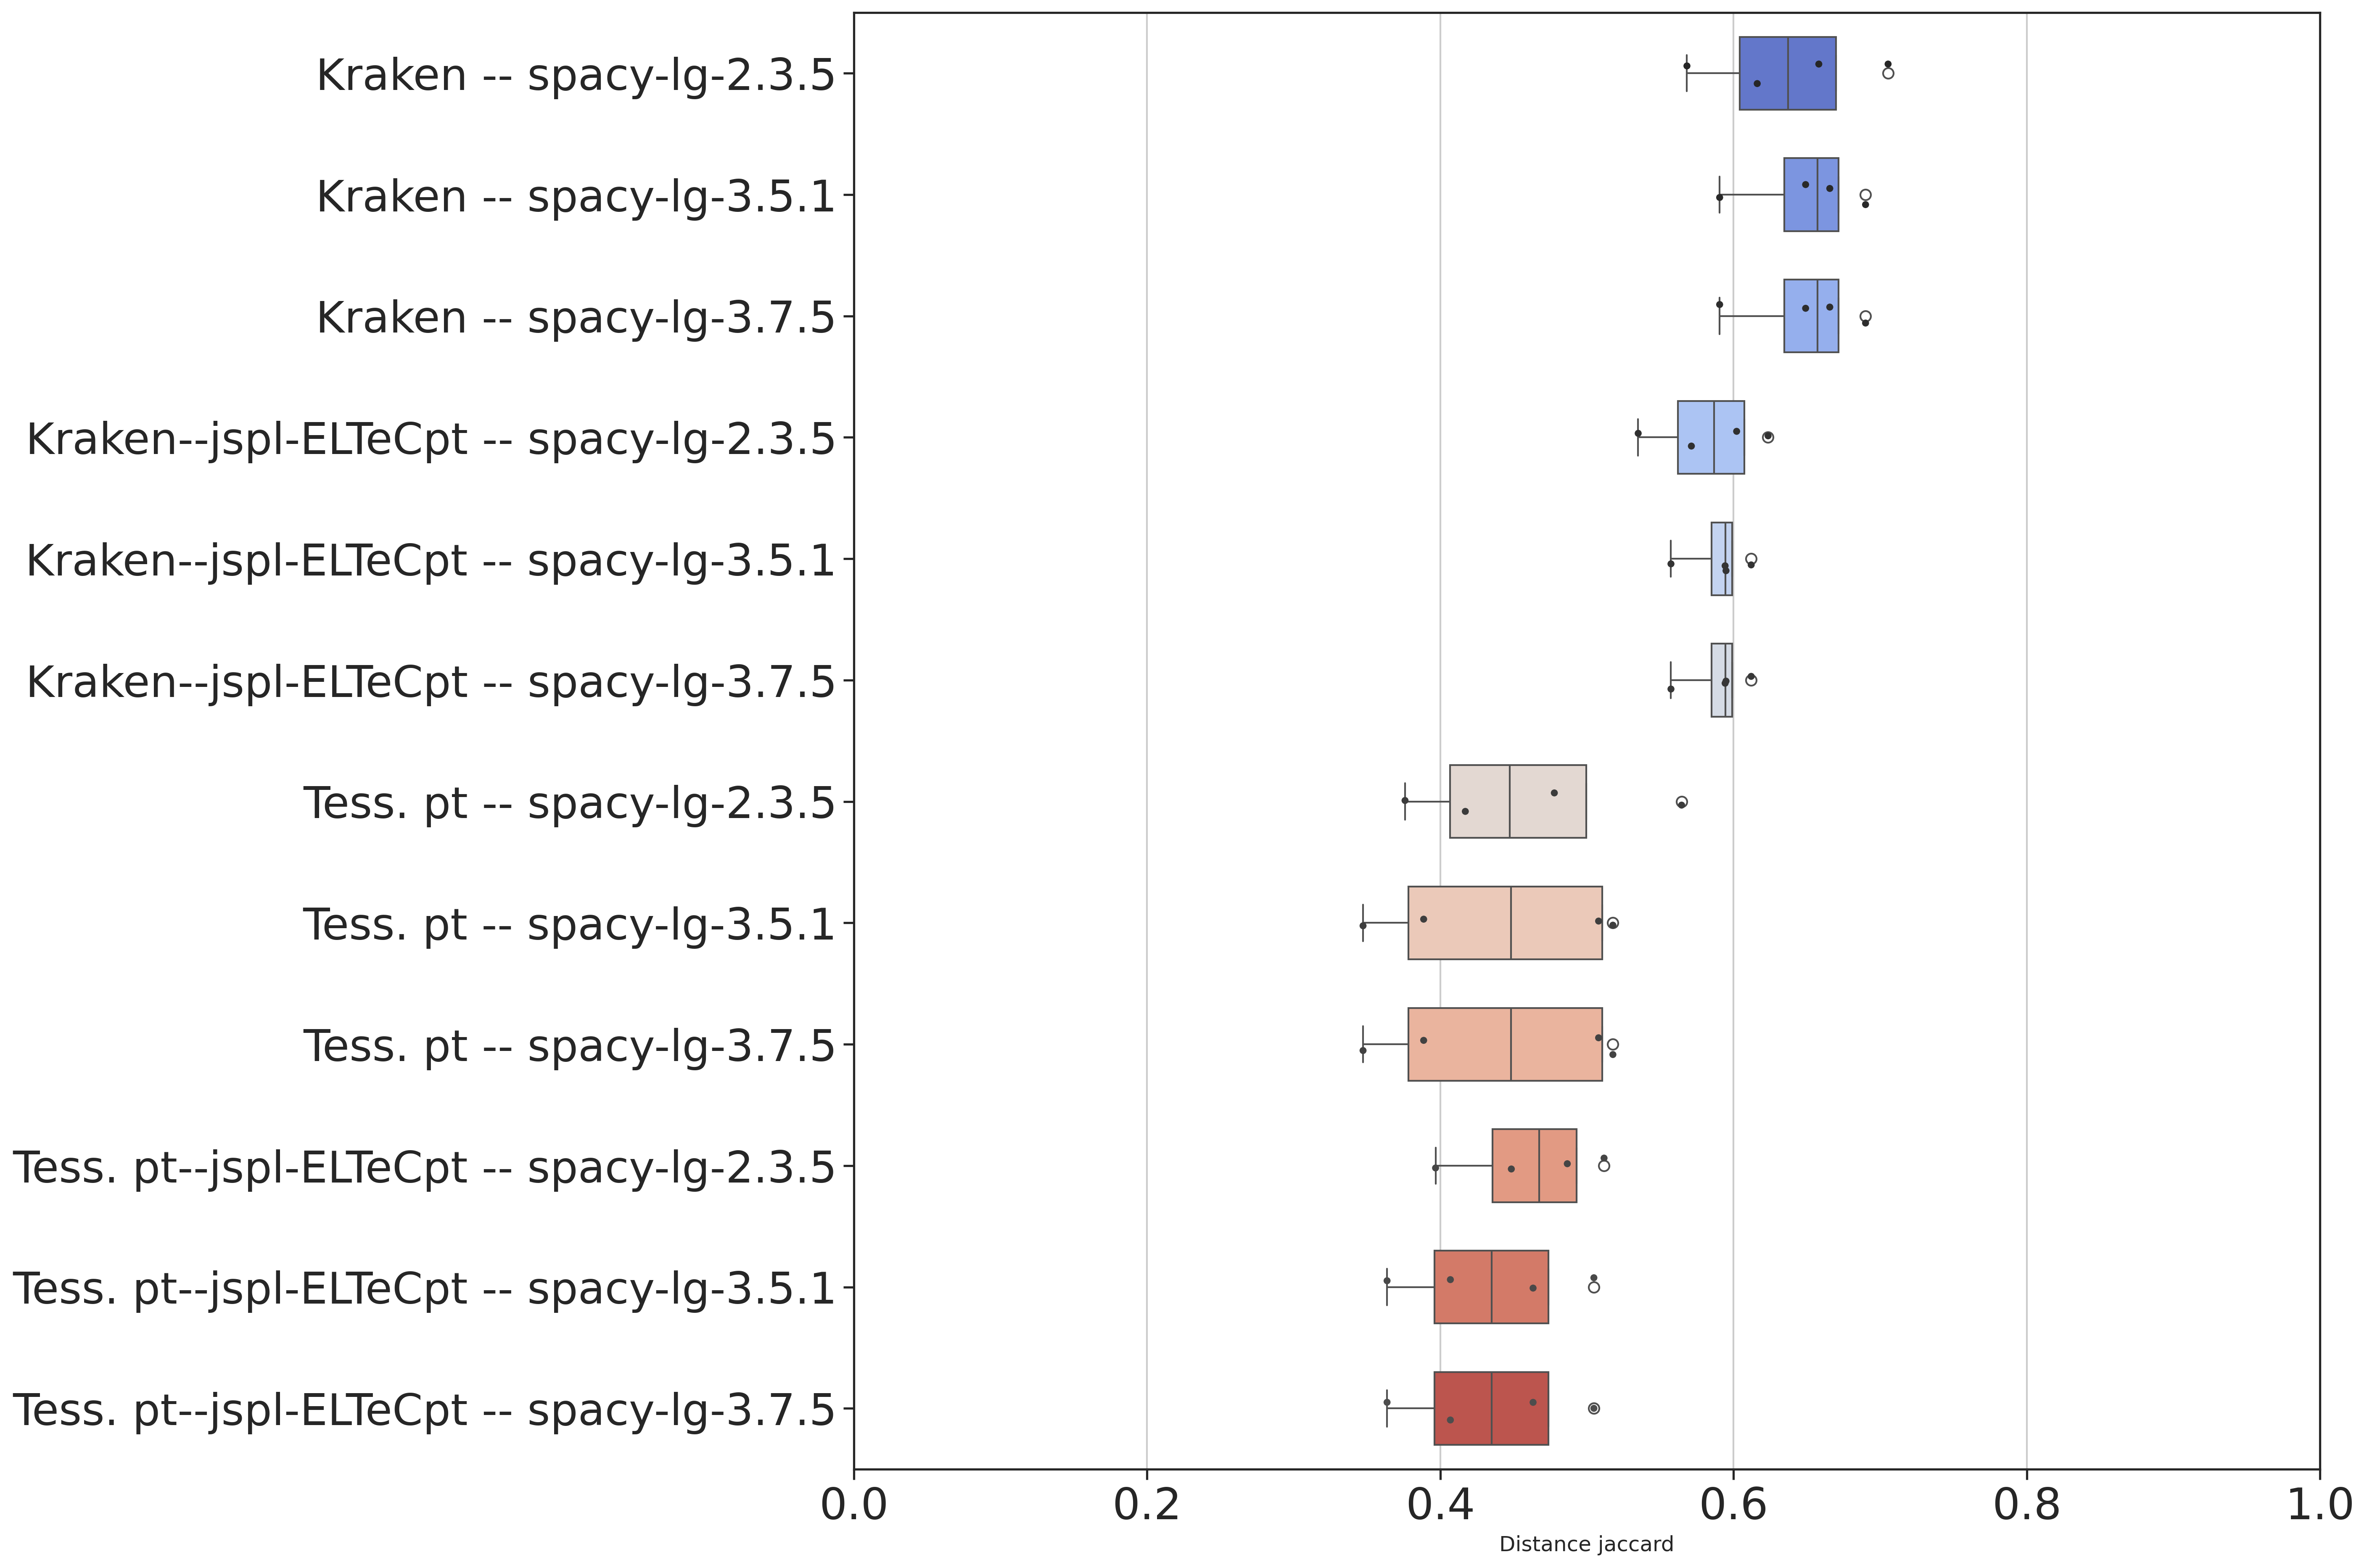 Kraken -- spacy-lg-2.3.5
Kraken -- spacy-lg-3.5.1
Kraken -- spacy-lg-3.7.5
Kraken--jspl-ELTeCpt -- spacy-lg-2.3.5
Kraken--jspl-ELTeCpt -- spacy-lg-3.5.1
Kraken--jspl-ELTeCpt -- spacy-lg-3.7.5
Tess. pt -- spacy-lg-2.3.5
Tess. pt -- spacy-lg-3.5.1
Tess. pt -- spacy-lg-3.7.5
Tess. pt--jspl-ELTeCpt -- spacy-lg-2.3.5
Tess. pt--jspl-ELTeCpt -- spacy-lg-3.5.1
Tess. pt--jspl-ELTeCpt -- spacy-lg-3.7.5
0.0 0.2 0.4 0.6 0.8 1.0
Distance jaccard